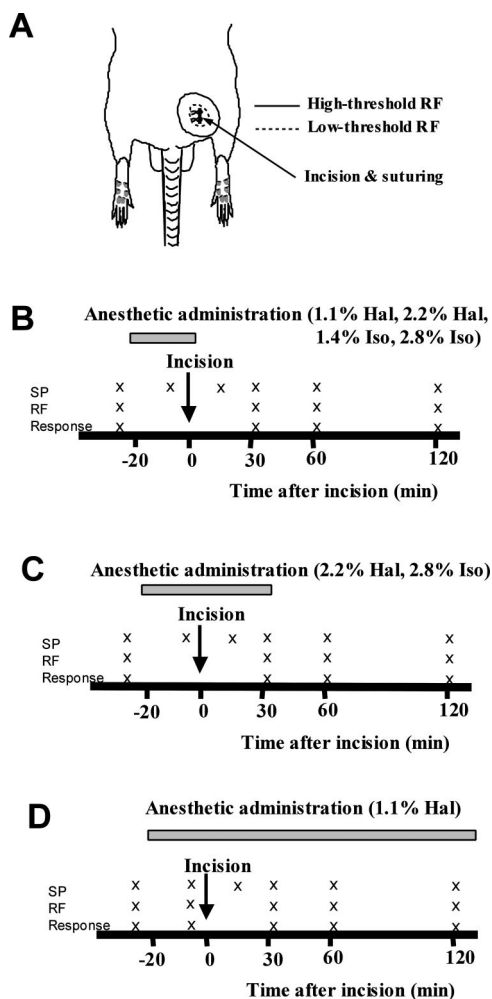 A
High-threshold RF
Low-threshold RF
Incision & suturing
B
Anesthetic administration (1.1% Hal, 2.2% Hal,
1.4% Iso, 2.8% Iso)
Incision
SP x x x x x x
RF x x x x
Response x x x x
-20 0 30 60 120
Time after incision (min)
C
Anesthetic administration (2.2% Hal, 2.8% Iso)
Incision
SP x x x x x x
RF x x x x
Response x x x x
-20 0 30 60 120
Time after incision (min)
D
Anesthetic administration (1.1% Hal)
Incision
SP x x x x x x
RF x x x x x
Response x x x x x
-20 0 30 60 120
Time after incision (min)